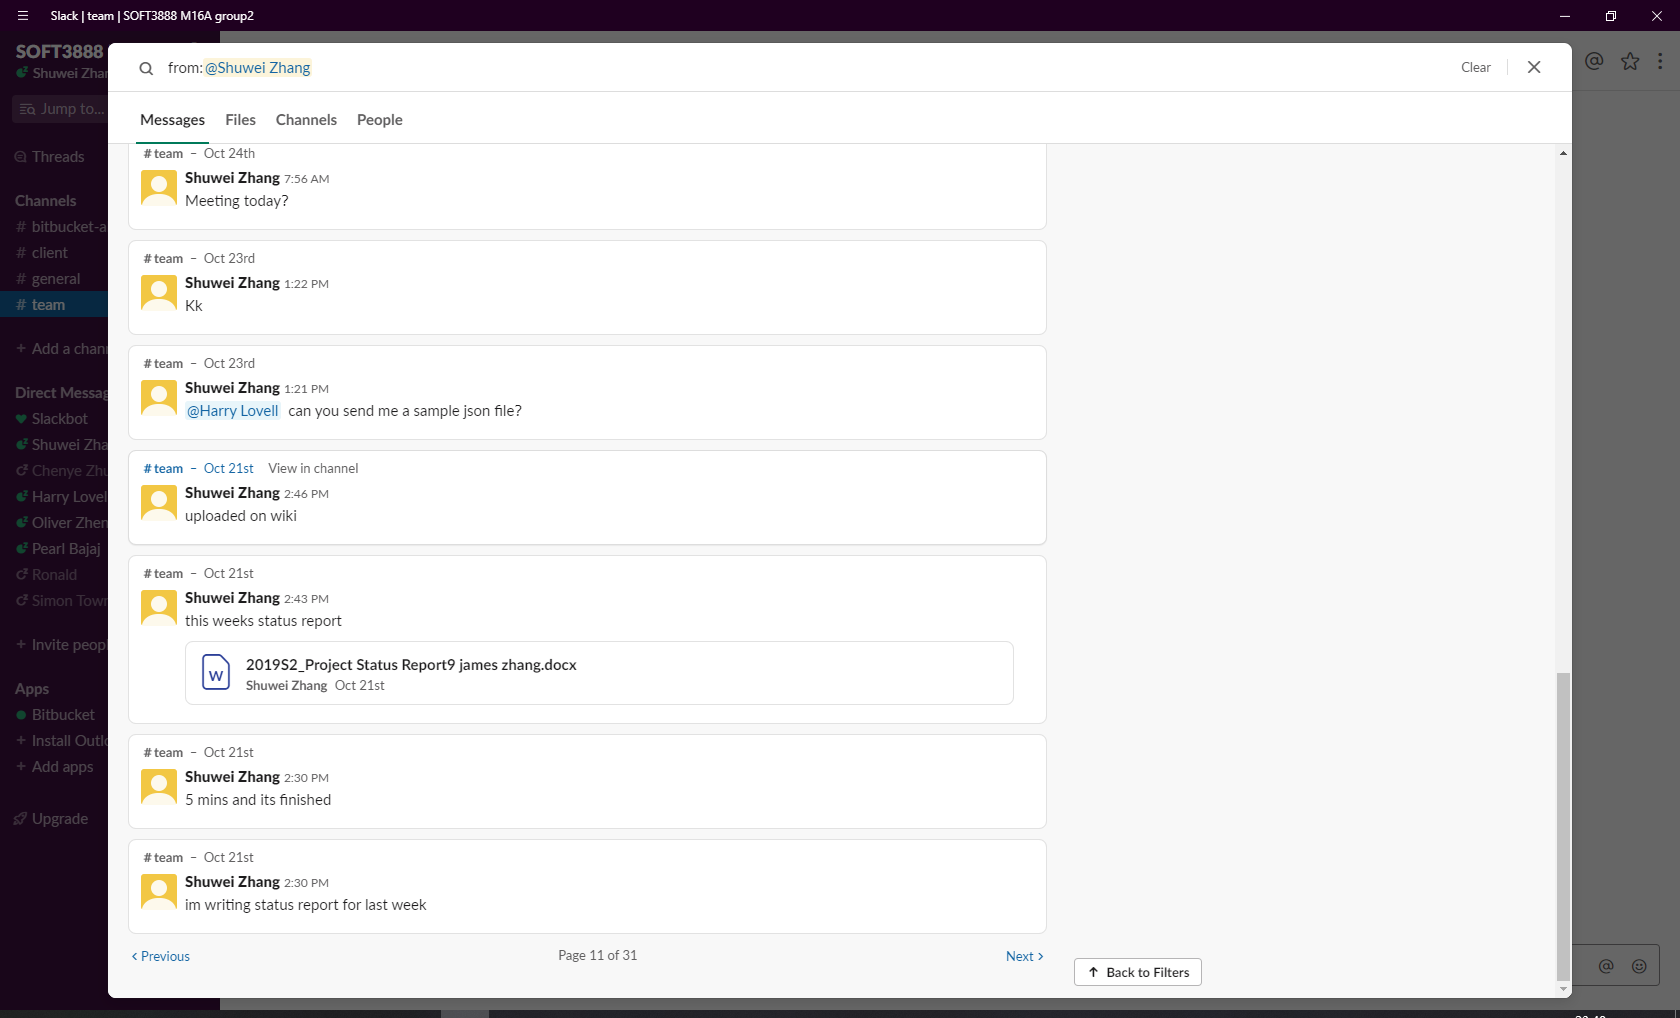 Slack | team | SOFT3888 M16A group2
SOFT3888
Shuwei Zhan
Jump to...
Threads
Channels
# bitbucket-a
# client
# general
# team
+ Add a chann
Direct Messag
Slackbot
Shuwei Zha
Chenye Zhu
Harry Lovel
Oliver Zhen
Pearl Bajaj
Ronald
Simon Town
+ Invite peopl
Apps
Bitbucket
+ Install Outlo
+ Add apps
Upgrade
from:@Shuwei Zhang
Clear
Messages Files Channels People
# team – Oct 24th
Shuwei Zhang 7:56 AM
Meeting today?
# team – Oct 23rd
Shuwei Zhang 1:22 PM
Kk
# team – Oct 23rd
Shuwei Zhang 1:21 PM
@Harry Lovell can you send me a sample json file?
# team – Oct 21st View in channel
Shuwei Zhang 2:46 PM
uploaded on wiki
# team – Oct 21st
Shuwei Zhang 2:43 PM
this weeks status report
W
2019S2_Project Status Report9 james zhang.docx
Shuwei Zhang Oct 21st
# team – Oct 21st
Shuwei Zhang 2:30 PM
5 mins and its finished
# team – Oct 21st
Shuwei Zhang 2:30 PM
im writing status report for last week
‹ Previous
Page 11 of 31
Next ›
↑ Back to Filters